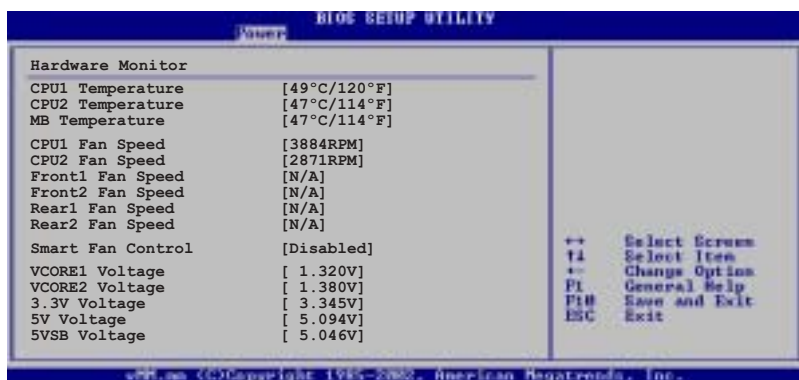 BIOS SETUP UTILITY
Power
Hardware Monitor
CPU1 Temperature [49°C/120°F]
CPU2 Temperature [47°C/114°F]
MB Temperature [47°C/114°F]
CPU1 Fan Speed [3884RPM]
CPU2 Fan Speed [2871RPM]
Front1 Fan Speed [N/A]
Front2 Fan Speed [N/A]
Rear1 Fan Speed [N/A]
Rear2 Fan Speed [N/A]
Smart Fan Control [Disabled]
VCORE1 Voltage [ 1.320V]
VCORE2 Voltage [ 1.380V]
3.3V Voltage [ 3.345V]
5V Voltage [ 5.094V]
5VSB Voltage [ 5.046V]
↔ Select Screen
↑↓ Select Item
+- Change Option
F1 General Help
F10 Save and Exit
ESC Exit
(C)Copyright 1985-2002, American Megatrends, Inc.